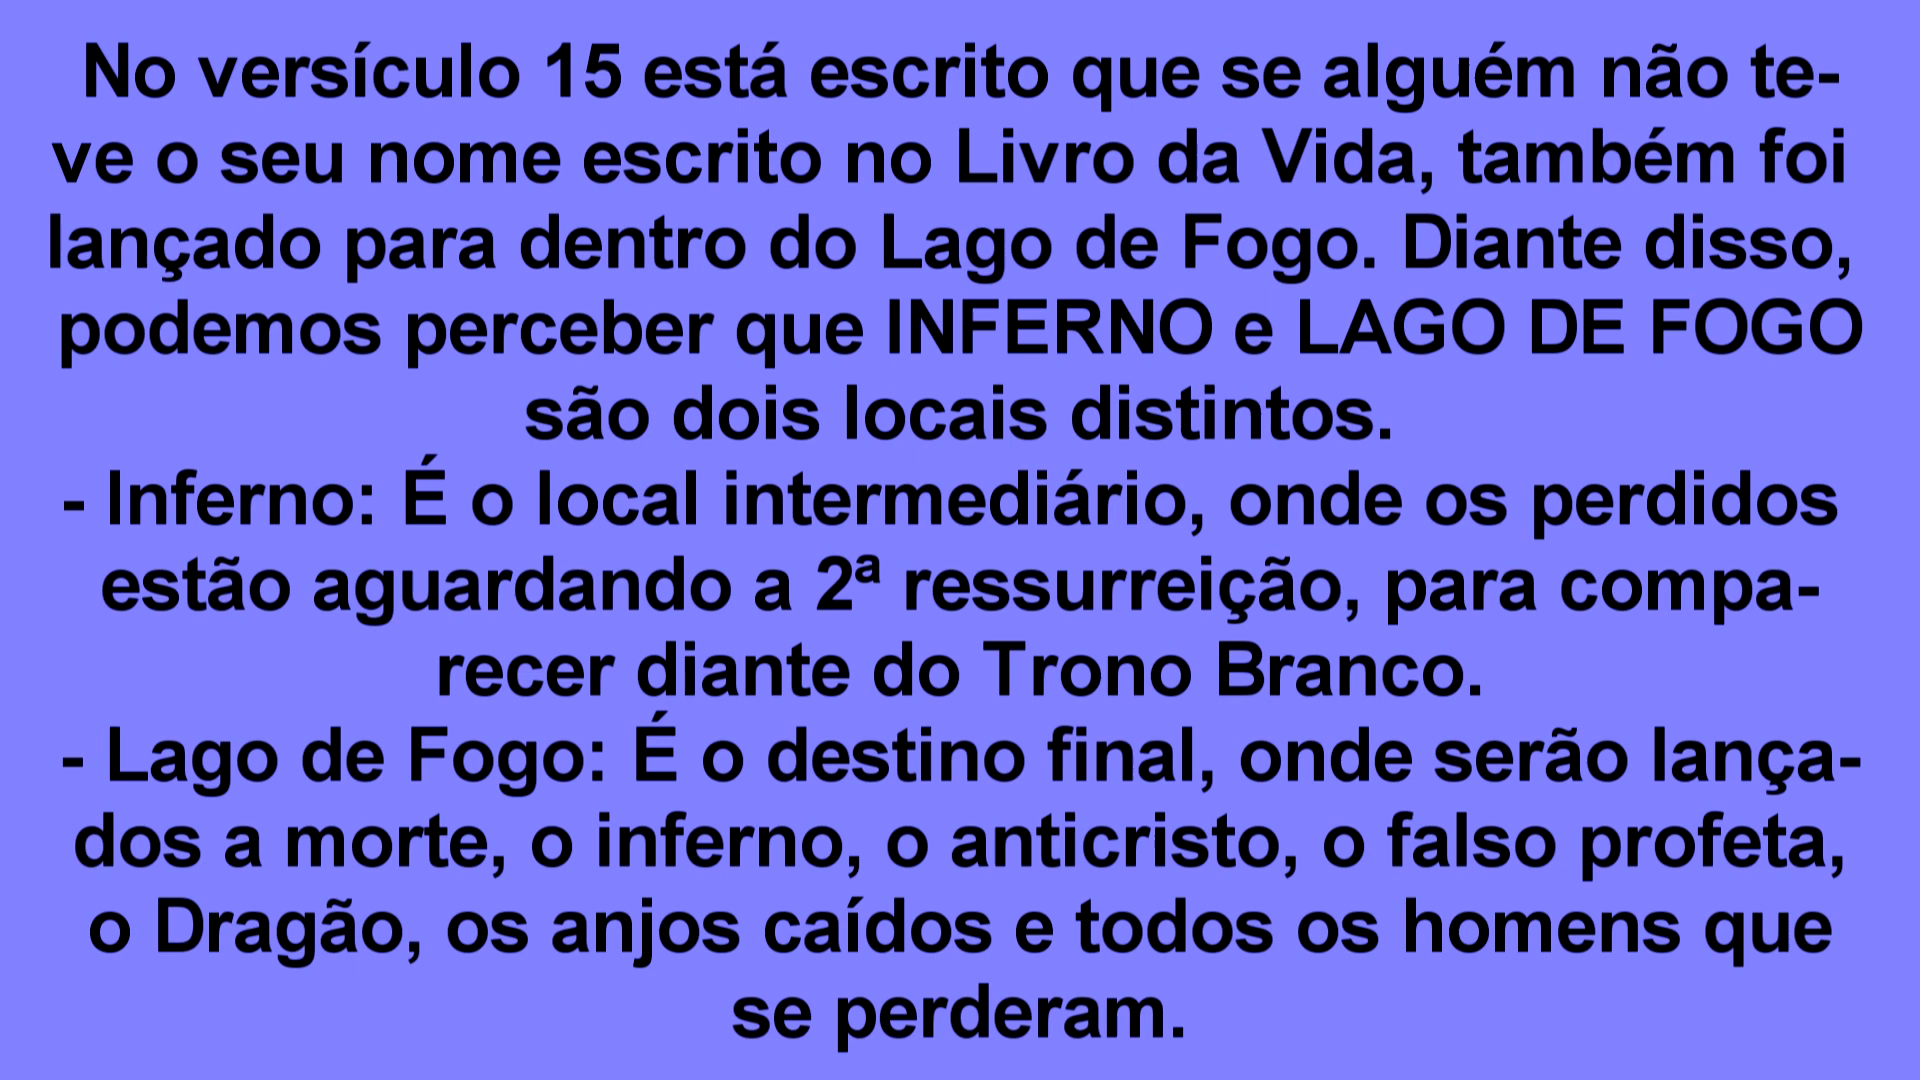 No versículo 15 está escrito que se alguém não te-
ve o seu nome escrito no Livro da Vida, também foi
lançado para dentro do Lago de Fogo. Diante disso,
podemos perceber que INFERNO e LAGO DE FOGO
são dois locais distintos.
- Inferno: É o local intermediário, onde os perdidos
estão aguardando a 2ª ressurreição, para compa-
recer diante do Trono Branco.
- Lago de Fogo: É o destino final, onde serão lança-
dos a morte, o inferno, o anticristo, o falso profeta,
o Dragão, os anjos caídos e todos os homens que
se perderam.